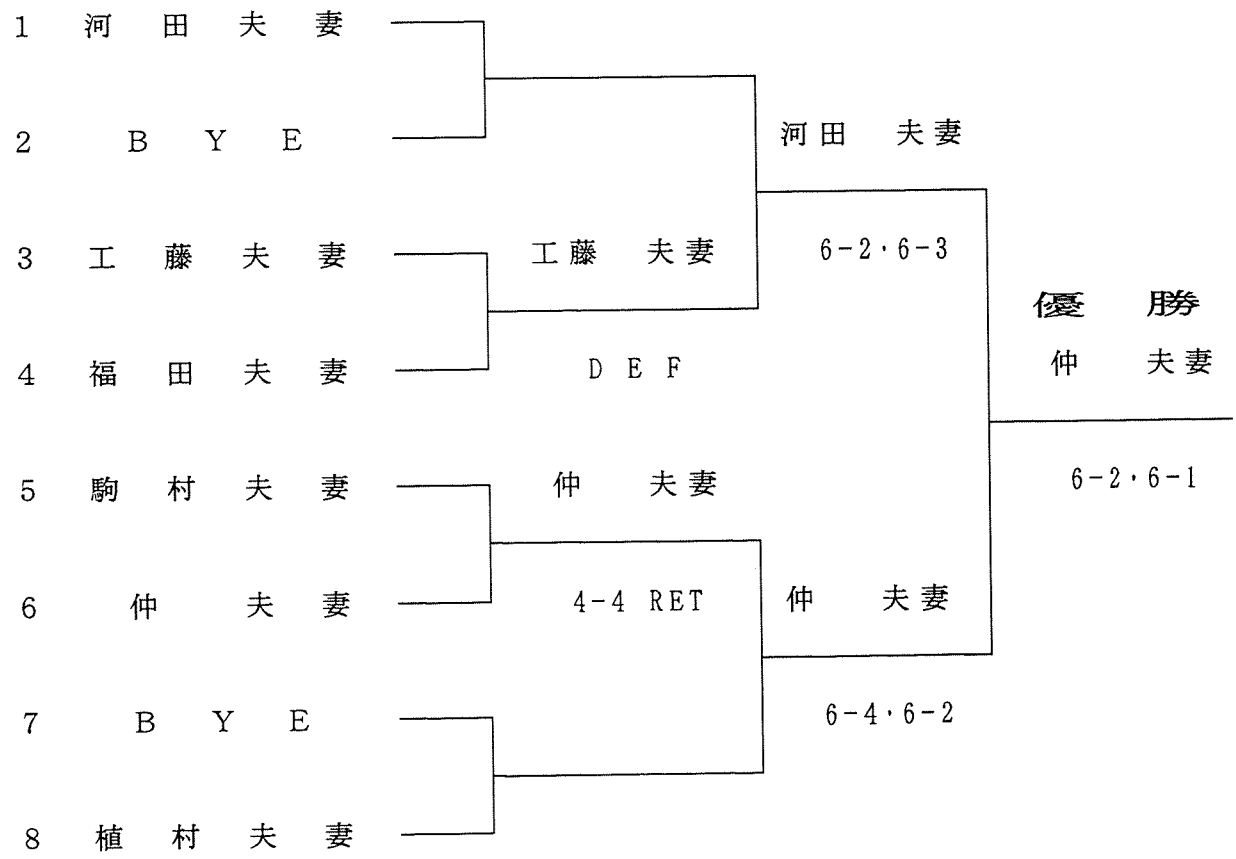 1 河田夫妻
2 BYE
河田 夫妻
3 工藤夫妻
工藤 夫妻
6-2・6-3
優勝
仲 夫妻
4 福田夫妻
DEF
5 駒村夫妻
仲 夫妻
6-2・6-1
6 仲夫妻
4-4 RET
仲 夫妻
7 BYE
6-4・6-2
8 植村夫妻